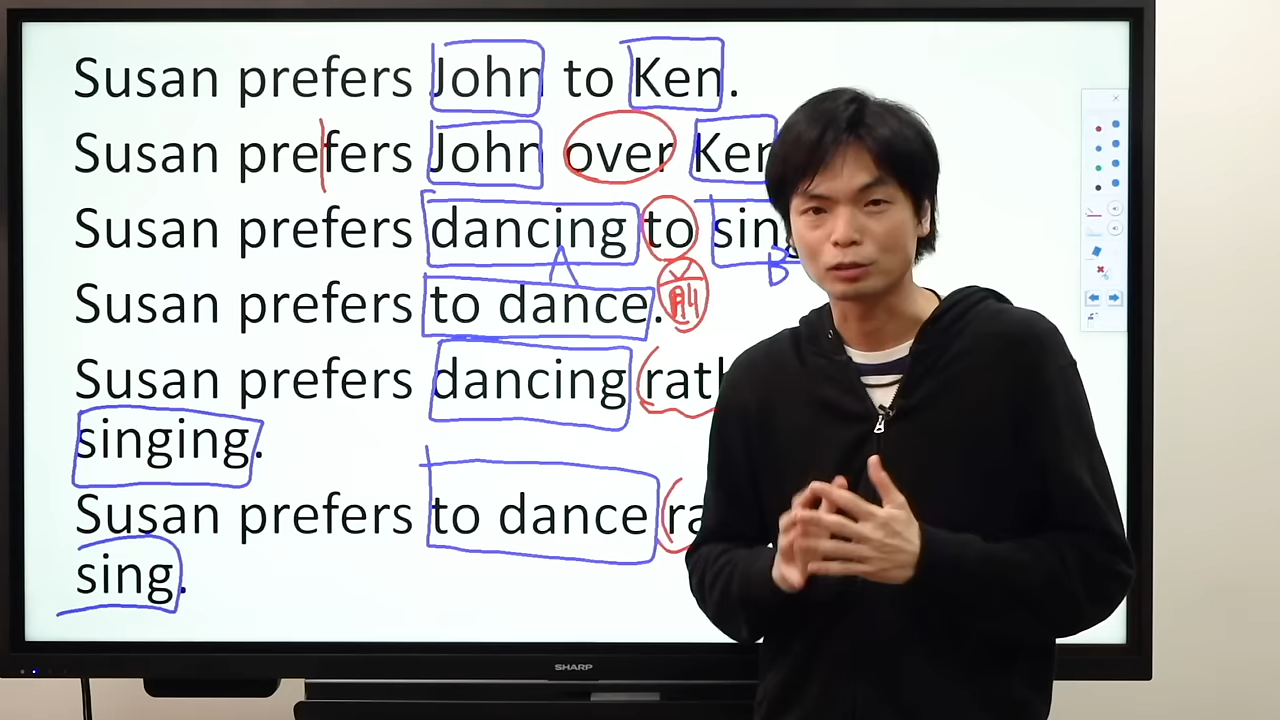 Susan prefers John to Ken.
Susan prefers John over Ken
Susan prefers dancing to sing
A
B
Susan prefers to dance.
Susan prefers dancing rath
singing.
Susan prefers to dance ra
sing.
SHARP